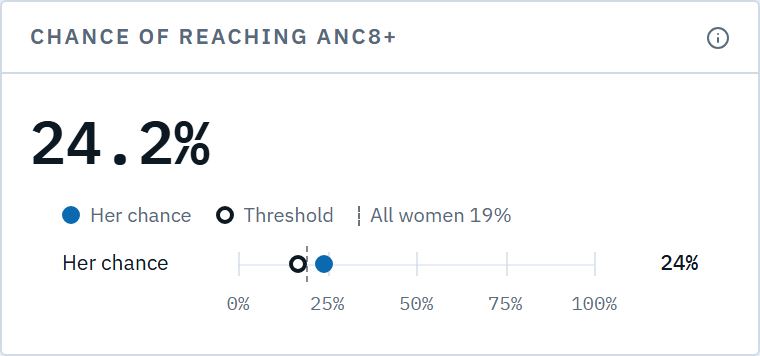 CHANCE OF REACHING ANC8+
24.2%
Her chance Threshold All women 19%
Her chance 24%
0% 25% 50% 75% 100%